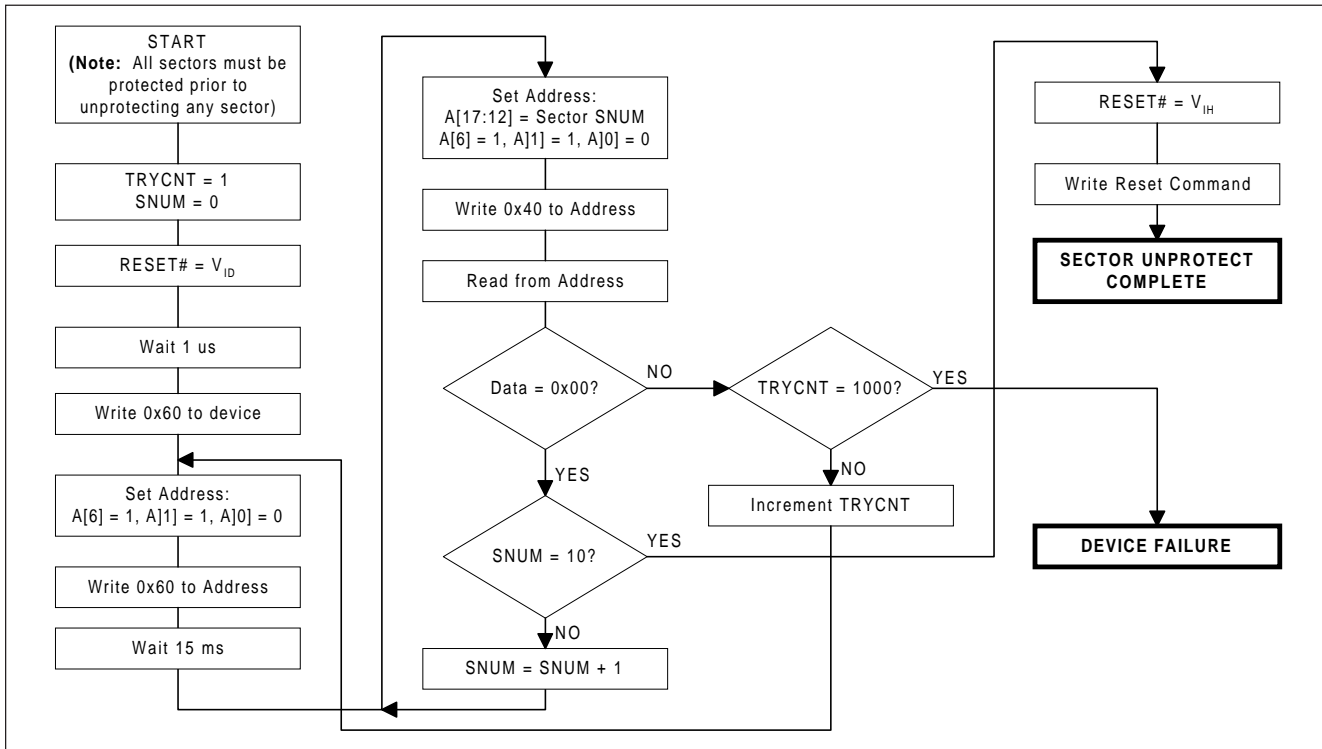 START
(Note: All sectors must be
protected prior to
unprotecting any sector)
TRYCNT = 1
SNUM = 0
RESET# = VID
Wait 1 us
Write 0x60 to device
Set Address:
A[6] = 1, A]1] = 1, A]0] = 0
Write 0x60 to Address
Wait 15 ms
Set Address:
A[17:12] = Sector SNUM
A[6] = 1, A]1] = 1, A]0] = 0
Write 0x40 to Address
Read from Address
Data = 0x00?
NO
YES
SNUM = 10?
YES
NO
SNUM = SNUM + 1
TRYCNT = 1000?
YES
NO
Increment TRYCNT
RESET# = VIH
Write Reset Command
SECTOR UNPROTECT
COMPLETE
DEVICE FAILURE